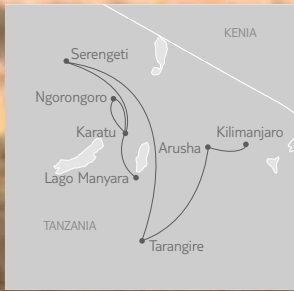 KENIA
Serengeti
Ngorongoro
Karatu
Kilimanjaro
Arusha
Lago Manyara
TANZANIA
Tarangire